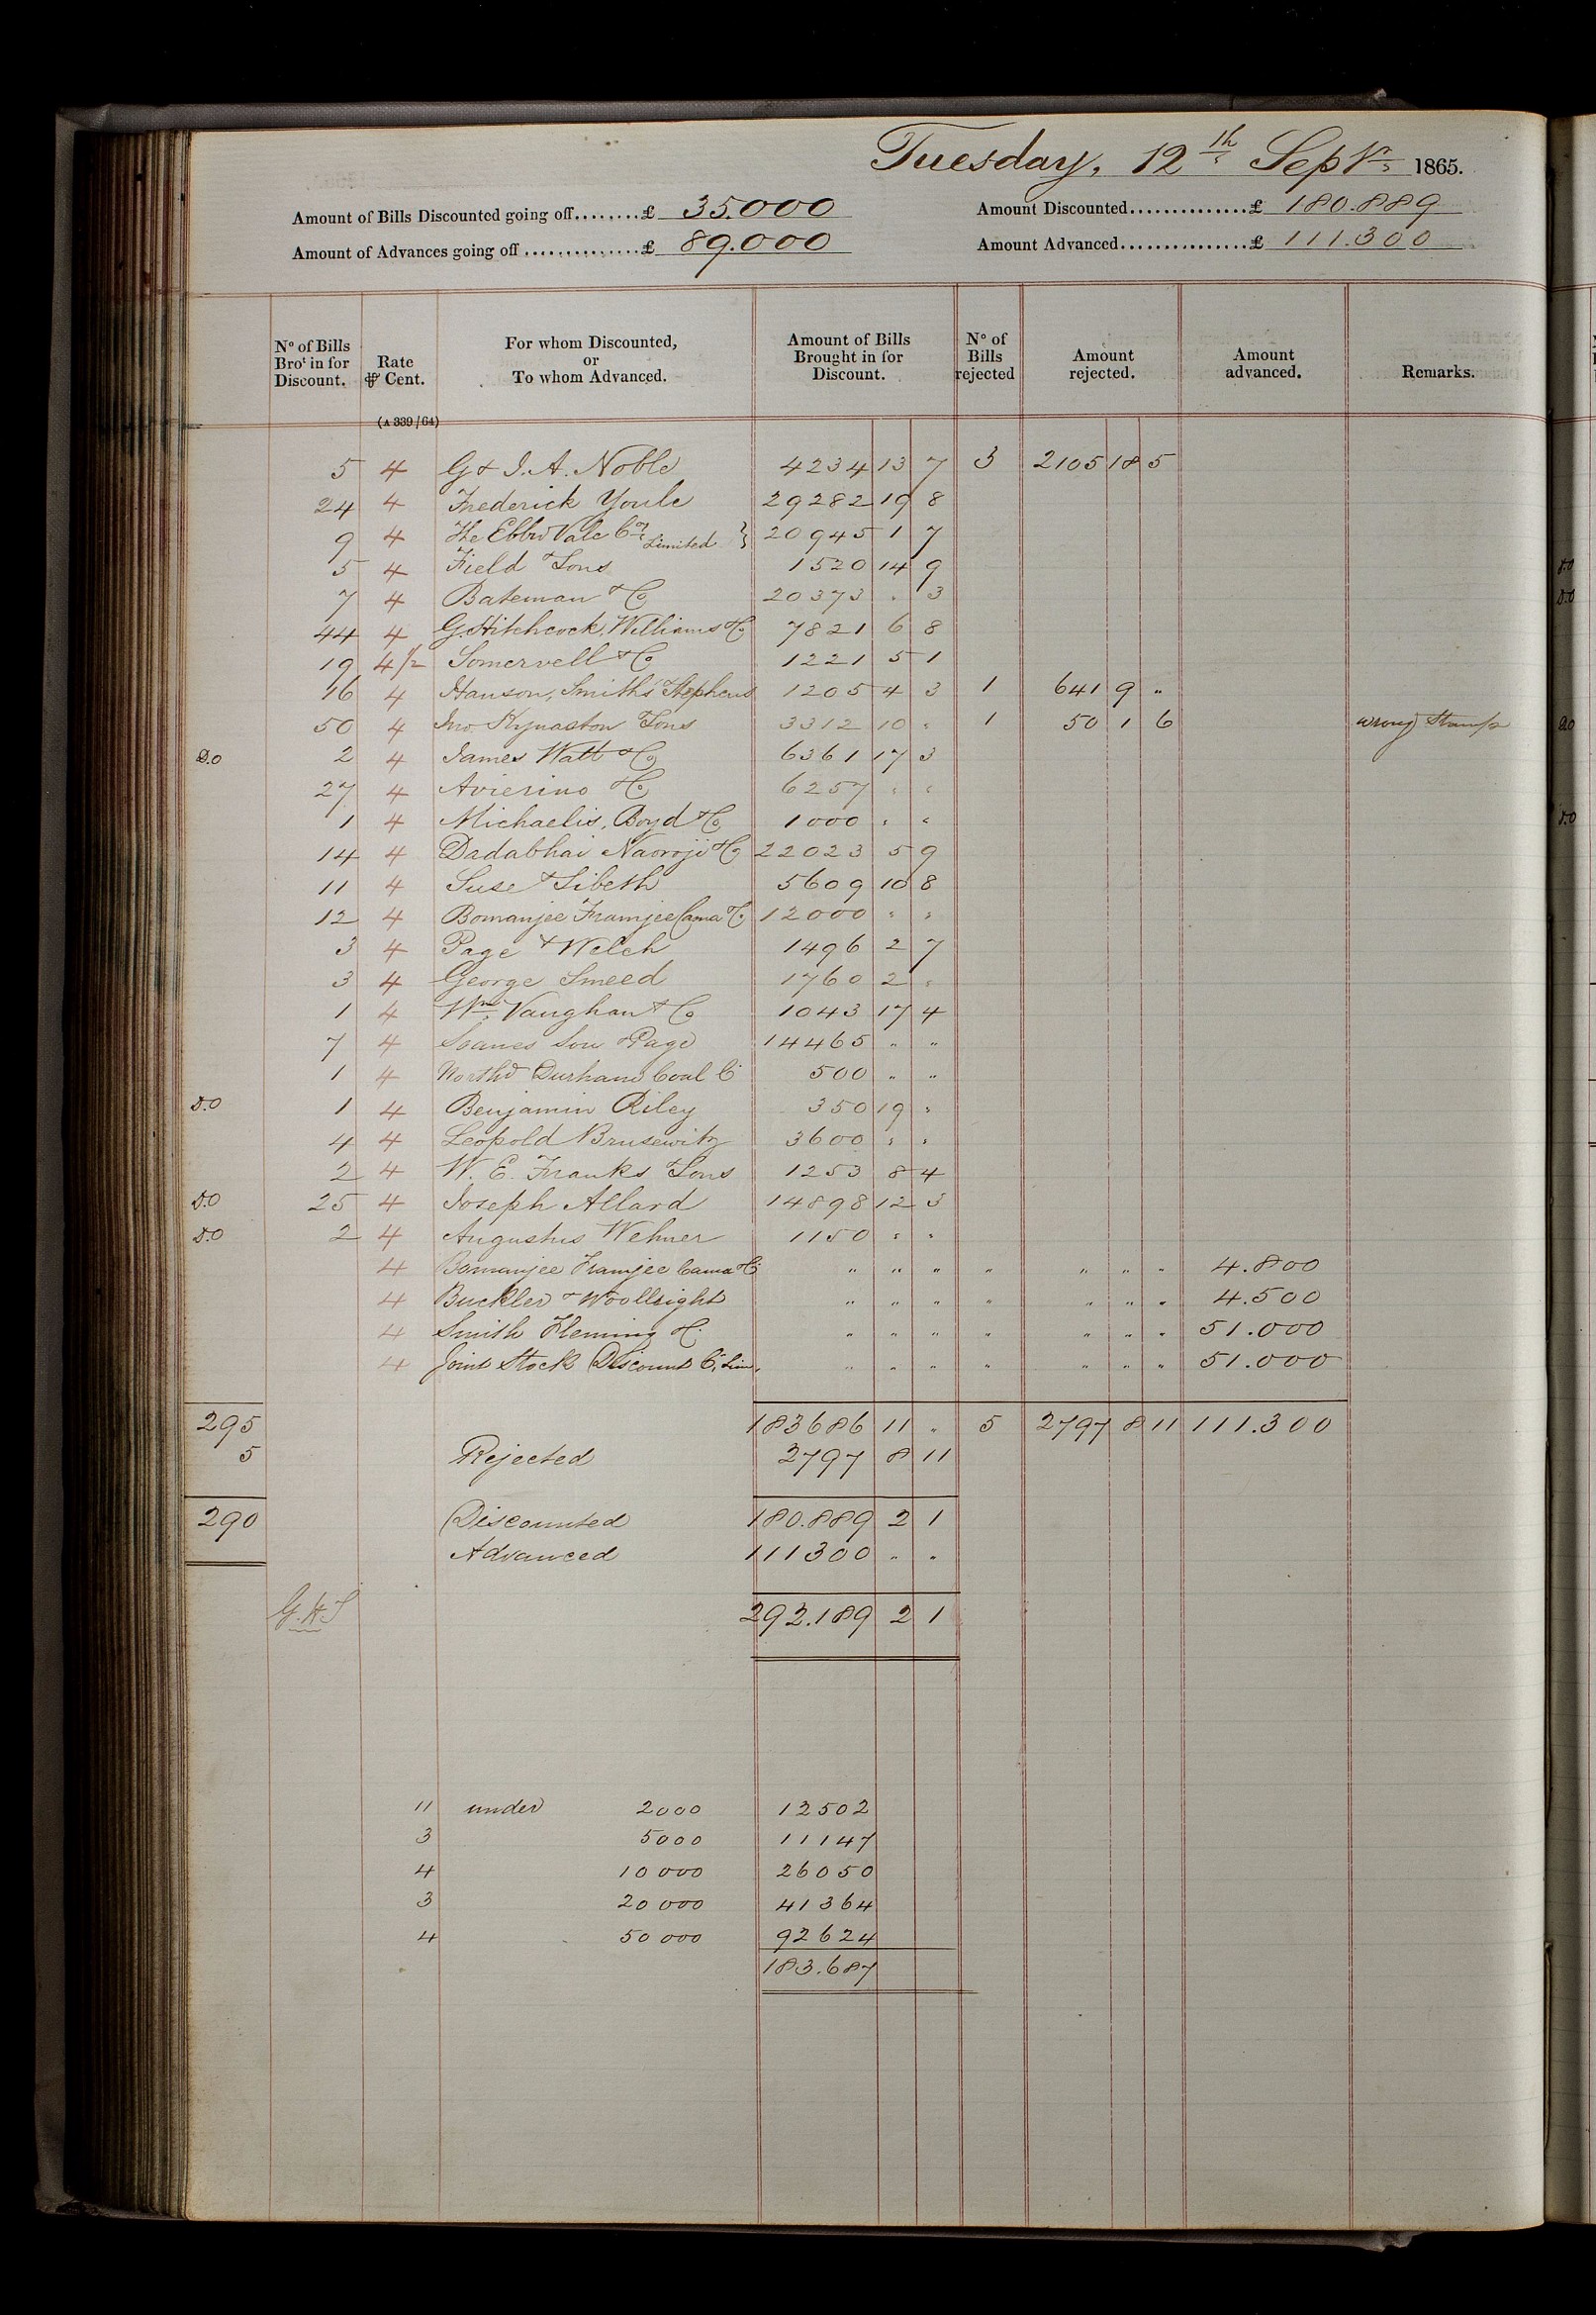 Tuesday, 12th Septr 1865.
Amount of Bills Discounted going off........£ 35.000 Amount Discounted..............£ 180.889
Amount of Advances going off ..............£ 89.000 Amount Advanced...............£ 111.300
No of Bills Brot in for Discount. Rate ⅌ Cent. For whom Discounted, or To whom Advanced. Amount of Bills Brought in for Discount. No of Bills rejected Amount rejected. Amount advanced. Remarks.
(A 339/64)
5 4 G & J. A. Noble 4234 13 7 3 2105 18 5
24 4 Frederick Youle 29282 19 8
9 4 The Ebbw Vale Coy Limited } 20945 1 7
5 4 Field & Sons 1520 14 9
7 4 Bateman & Co 20373 " 3
44 4 G. Hitchcock, Williams & Co 7821 6 8
19 4½ Somervell & Co 1221 5 1
16 4 Hanson, Smiths & Stephens 1205 4 3 1 641 9 "
50 4 Jno. Kynaston & Sons 3312 10 " 1 50 1 6 wrong Stamp
D.o 2 4 James Watt & Co 6361 17 3
27 4 Avierino & Co 6257 " "
1 4 Michaelis, Boyd & Co 1000 " "
14 4 Dadabhai Naoroji & Co 22023 5 9
11 4 Suse & Sibeth 5609 10 8
12 4 Bomanjee Framjee Cama & Co 12000 " "
3 4 Page & Welch 1496 2 7
3 4 George Smeed 1760 2 "
1 4 Wm. Vaughan & Co 1043 17 4
7 4 Soanes Son & Page 14465 " "
1 4 North & Durham Coal Co 500 " "
D.o 1 4 Benjamin Riley 350 19 "
4 4 Leopold Brusewitz 3600 " "
2 4 W. E. Franks & Sons 1253 8 4
D.o 25 4 Joseph Allard 14898 12 3
D.o 2 4 Augustus Wehner 1150 " "
4 Bomanjee Framjee Cama & Co " " " " " " " 4.800
4 Buckler & Woollright " " " " " " " 4.500
4 Smith Fleming & Co " " " " " " " 51.000
4 Joint Stock Discount Co, Lim. " " " " " " " 51.000
295 183686 11 " 5 2797 8 11 111.300
5 Rejected 2797 8 11
290 Discounted 180.889 2 1
Advanced 111300 " "
292.189 2 1
11 under 2000 12502
3 5000 11147
4 10000 26050
3 20000 41364
4 50000 92624
183.687